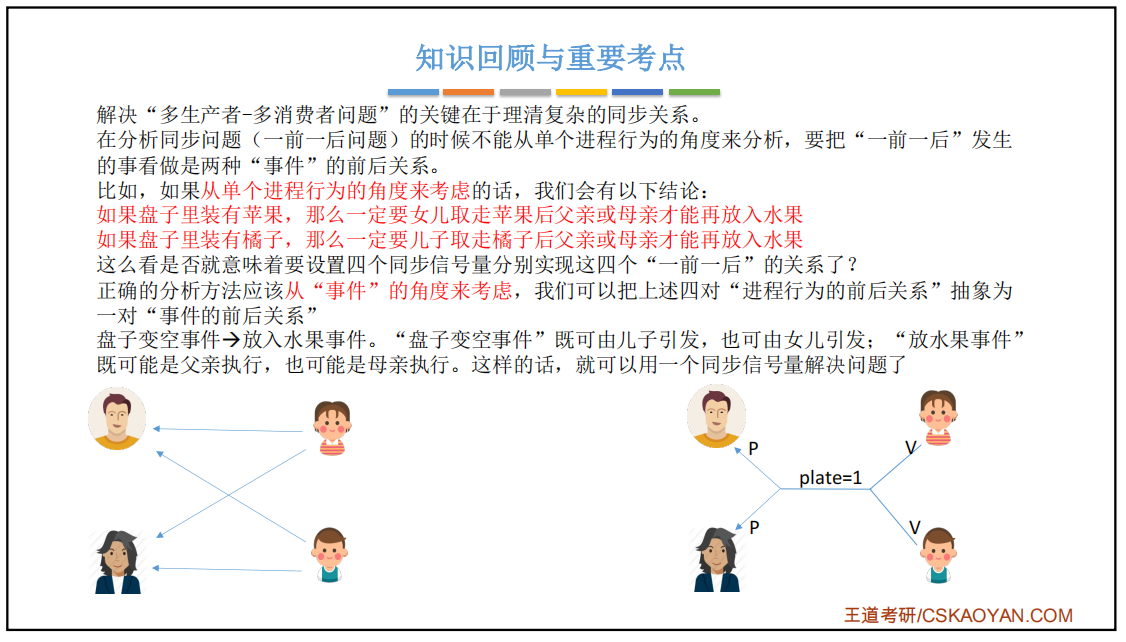 知识回顾与重要考点
解决“多生产者-多消费者问题”的关键在于理清复杂的同步关系。
在分析同步问题（一前一后问题）的时候不能从单个进程行为的角度来分析，要把“一前一后”发生
的事看做是两种“事件”的前后关系。
比如，如果从单个进程行为的角度来考虑的话，我们会有以下结论：
如果盘子里装有苹果，那么一定要女儿取走苹果后父亲或母亲才能再放入水果
如果盘子里装有橘子，那么一定要儿子取走橘子后父亲或母亲才能再放入水果
这么看是否就意味着要设置四个同步信号量分别实现这四个“一前一后”的关系了？
正确的分析方法应该从“事件”的角度来考虑，我们可以把上述四对“进程行为的前后关系”抽象为
一对“事件的前后关系”
盘子变空事件→放入水果事件。“盘子变空事件”既可由儿子引发，也可由女儿引发；“放水果事件”
既可能是父亲执行，也可能是母亲执行。这样的话，就可以用一个同步信号量解决问题了
P
V
plate=1
P
V
王道考研/CSKAOYAN.COM